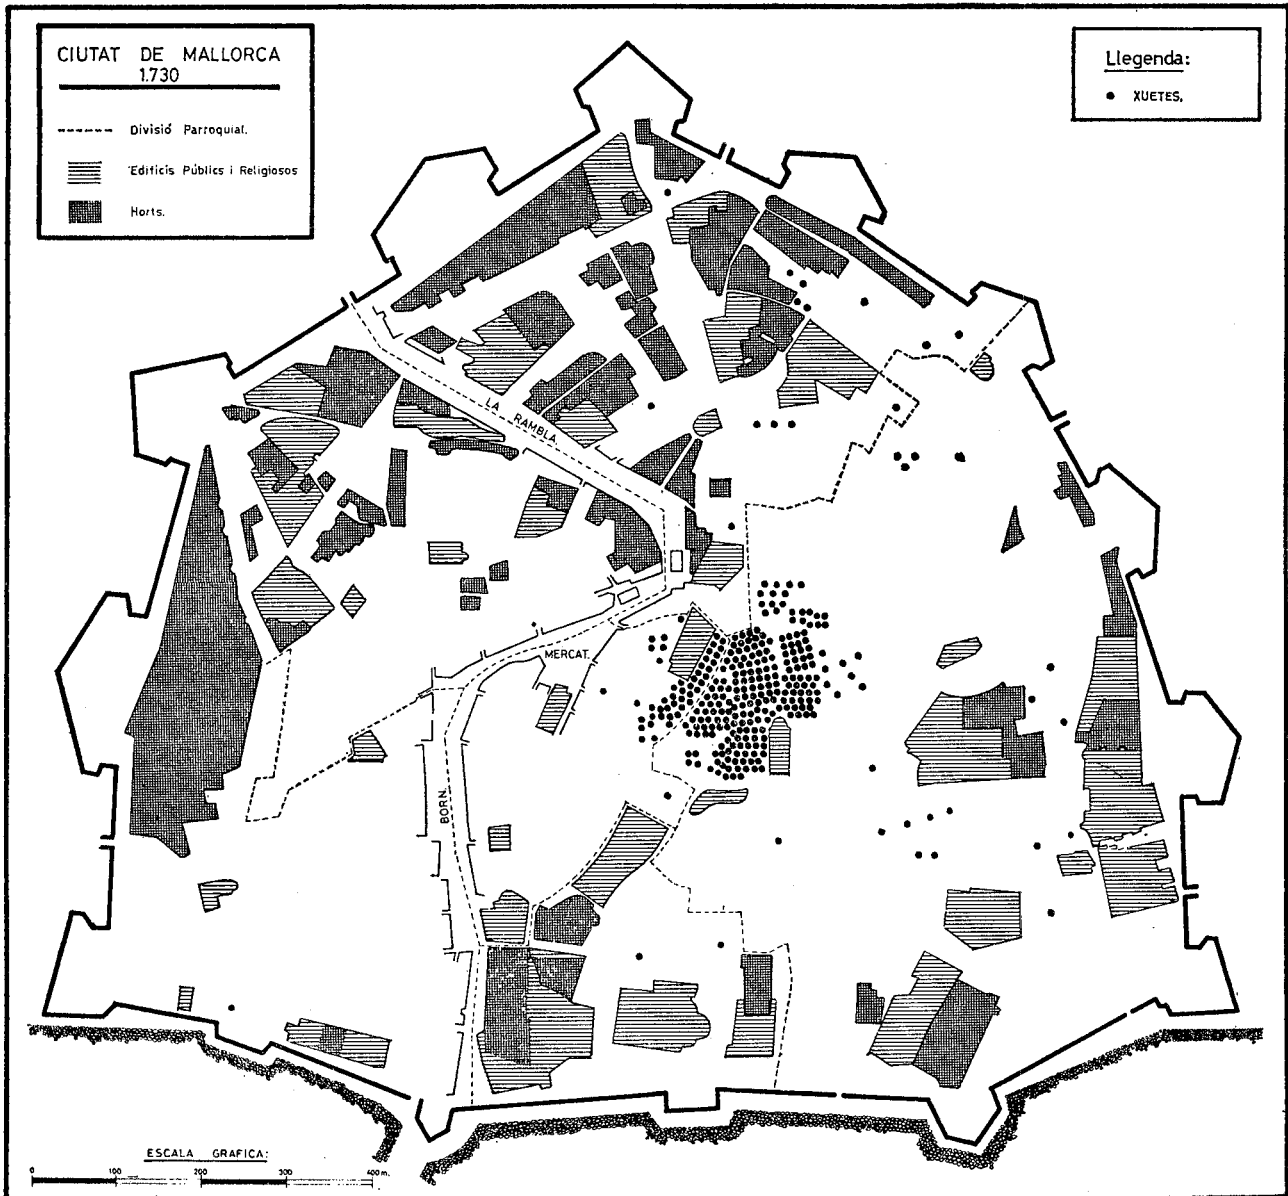 CIUTAT DE MALLORCA
1.730
Divisió Parroquial.
Edificis Públics i Religiosos
Horts.
Llegenda:
XUETES.
LA RAMBLA.
MERCAT.
BORN.
ESCALA GRAFICA:
0 100 200 300 400 m.